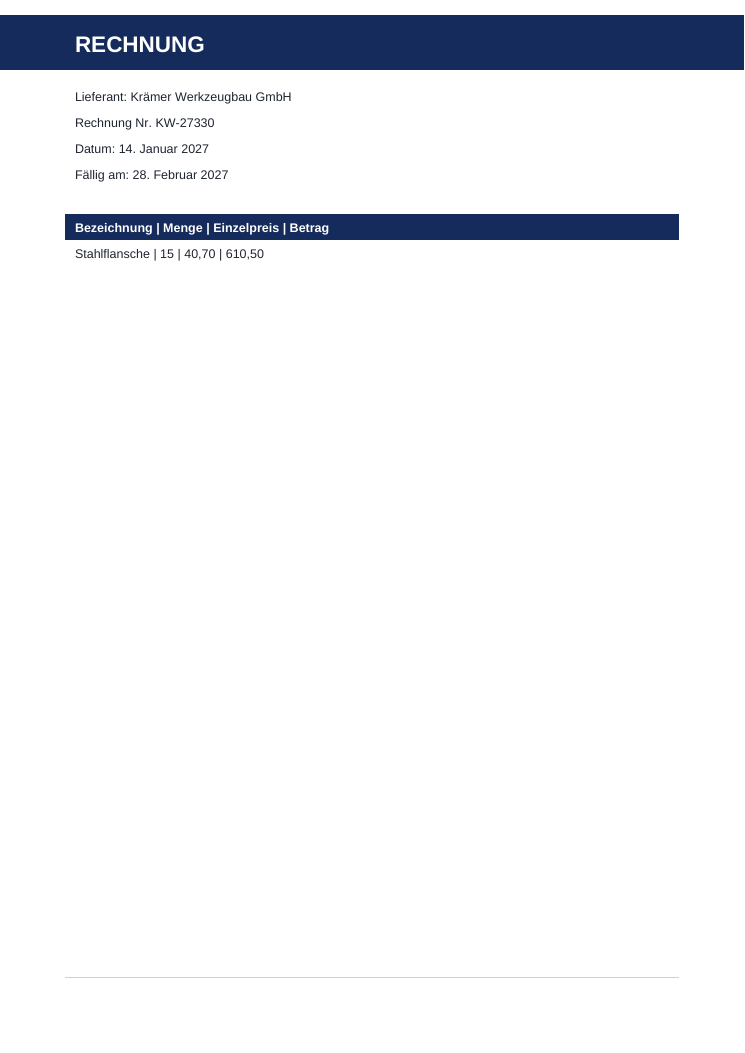 RECHNUNG
Lieferant: Krämer Werkzeugbau GmbH
Rechnung Nr. KW-27330
Datum: 14. Januar 2027
Fällig am: 28. Februar 2027
Bezeichnung | Menge | Einzelpreis | Betrag
Stahlflansche | 15 | 40,70 | 610,50